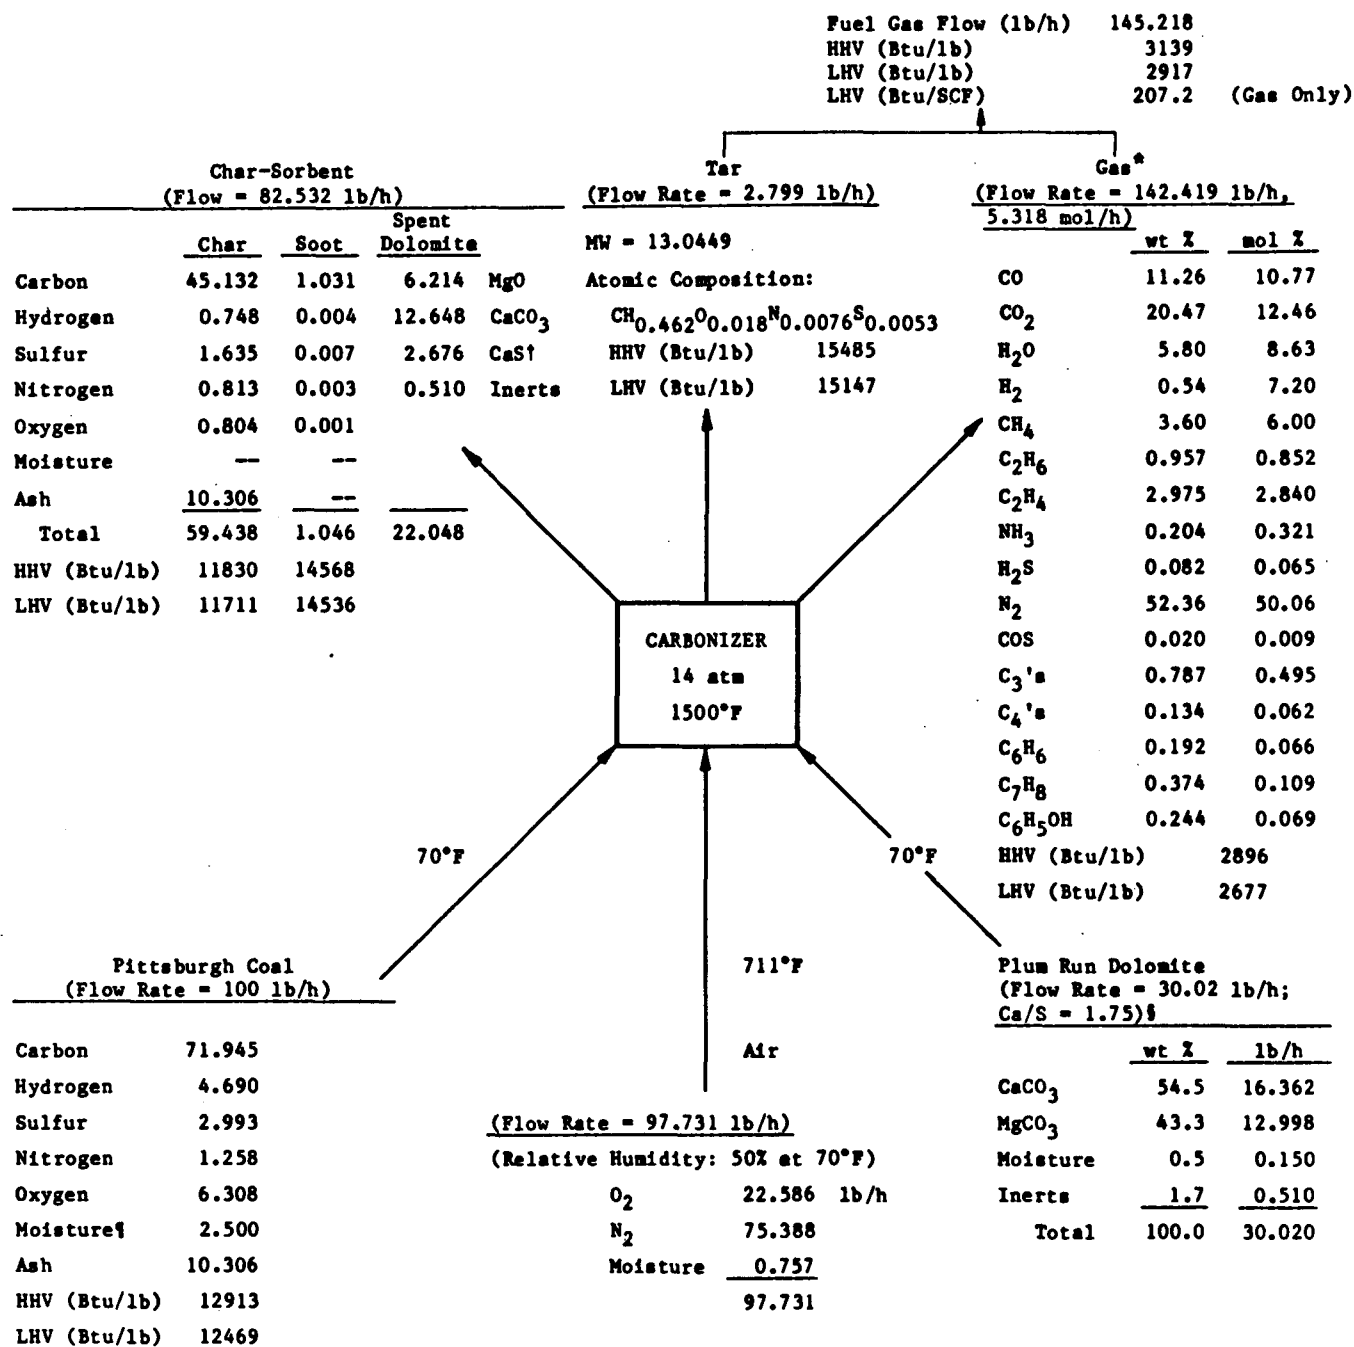 Fuel Gas Flow (lb/h) 145.218
HHV (Btu/lb) 3139
LHV (Btu/lb) 2917
LHV (Btu/SCF) 207.2 (Gas Only)
Char-Sorbent
(Flow = 82.532 lb/h)
Char Soot Spent Dolomite
Carbon 45.132 1.031 6.214 MgO
Hydrogen 0.748 0.004 12.648 CaCO3
Sulfur 1.635 0.007 2.676 CaS†
Nitrogen 0.813 0.003 0.510 Inerts
Oxygen 0.804 0.001
Moisture -- --
Ash 10.306 --
Total 59.438 1.046 22.048
HHV (Btu/lb) 11830 14568
LHV (Btu/lb) 11711 14536
Tar
(Flow Rate = 2.799 lb/h)
MW = 13.0449
Atomic Composition:
CH0.462O0.018N0.0076S0.0053
HHV (Btu/lb) 15485
LHV (Btu/lb) 15147
Gas*
(Flow Rate = 142.419 lb/h,
5.318 mol/h)
wt % mol %
CO 11.26 10.77
CO2 20.47 12.46
H2O 5.80 8.63
H2 0.54 7.20
CH4 3.60 6.00
C2H6 0.957 0.852
C2H4 2.975 2.840
NH3 0.204 0.321
H2S 0.082 0.065
N2 52.36 50.06
COS 0.020 0.009
C3's 0.787 0.495
C4's 0.134 0.062
C6H6 0.192 0.066
C7H8 0.374 0.109
C6H5OH 0.244 0.069
HHV (Btu/lb) 2896
LHV (Btu/lb) 2677
CARBONIZER
14 atm
1500°F
70°F
70°F
711°F
Air
Pittsburgh Coal
(Flow Rate = 100 lb/h)
Carbon 71.945
Hydrogen 4.690
Sulfur 2.993
Nitrogen 1.258
Oxygen 6.308
Moisture¶ 2.500
Ash 10.306
HHV (Btu/lb) 12913
LHV (Btu/lb) 12469
(Flow Rate = 97.731 lb/h)
(Relative Humidity: 50% at 70°F)
O2 22.586 lb/h
N2 75.388
Moisture 0.757
97.731
Plum Run Dolomite
(Flow Rate = 30.02 lb/h;
Ca/S = 1.75)§
wt % lb/h
CaCO3 54.5 16.362
MgCO3 43.3 12.998
Moisture 0.5 0.150
Inerts 1.7 0.510
Total 100.0 30.020